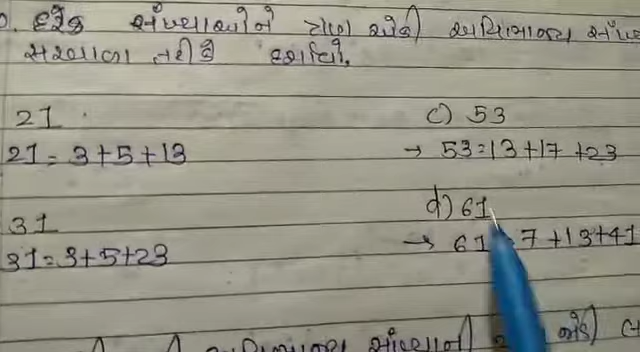 દરેક સંખ્યાઓને ત્રણ એકી અવિભાજ્ય
સરવાળા તરીકે દર્શાવો.
21
21 = 3+5+13
31
31 = 3+5+23
c) 53
→ 53 = 13+17+23
d) 61
→ 61 = 7+13+41